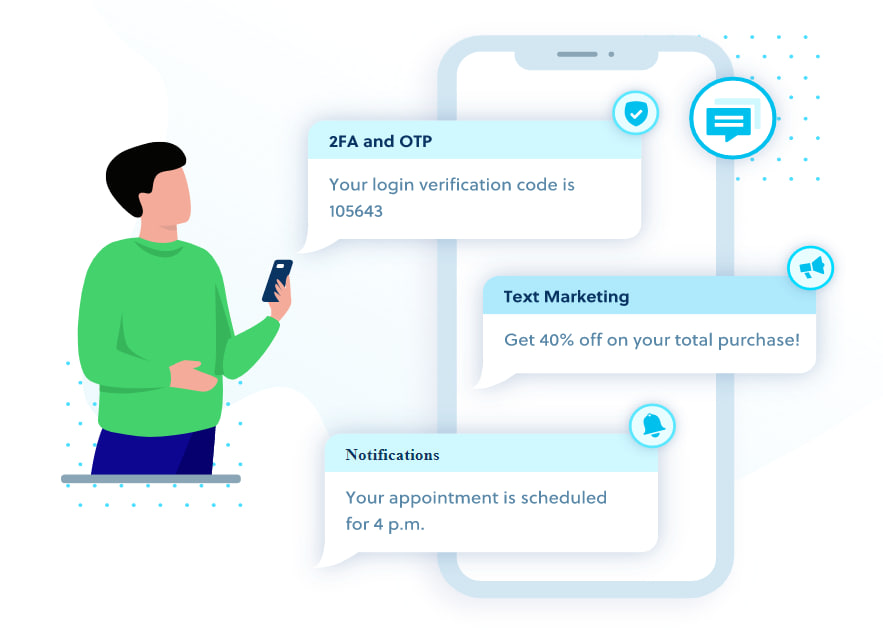 2FA and OTP
Your login verification code is
105643
Text Marketing
Get 40% off on your total purchase!
Notifications
Your appointment is scheduled
for 4 p.m.